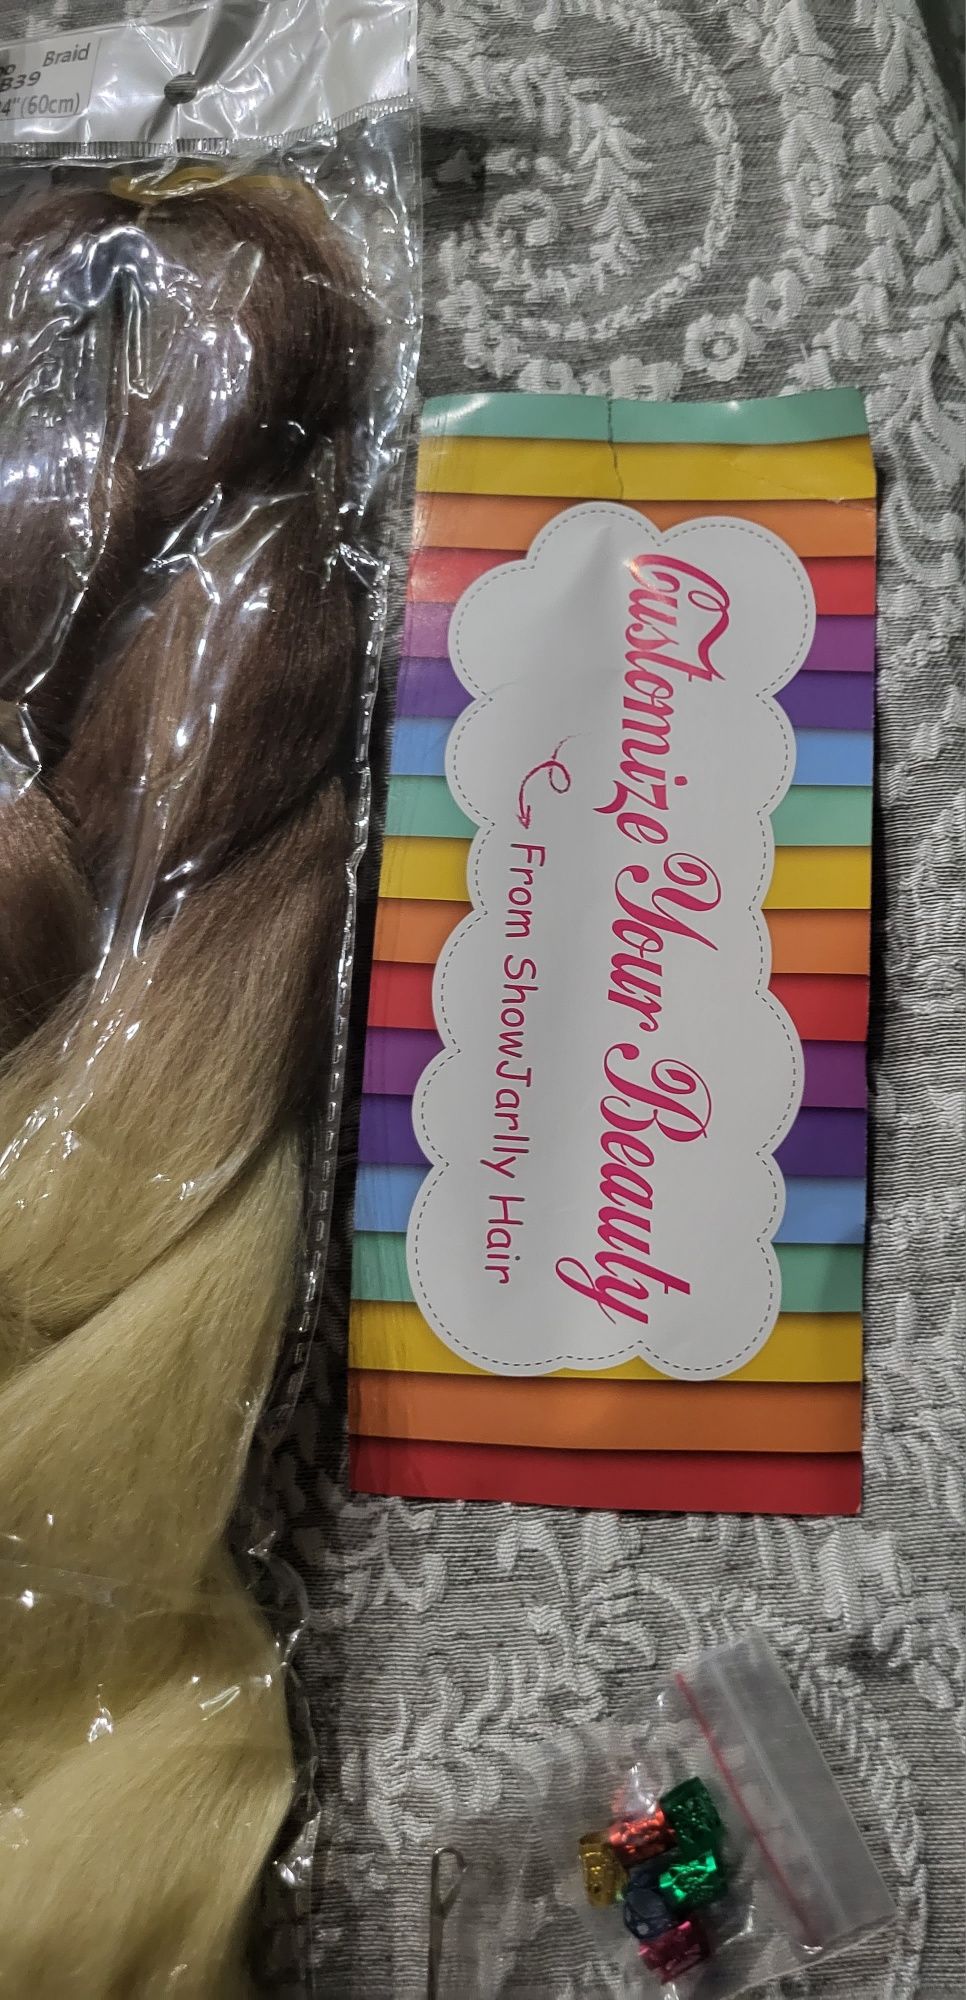 Braid
B39
4"(60cm)
Customize Your Beauty
From ShowJarlly Hair